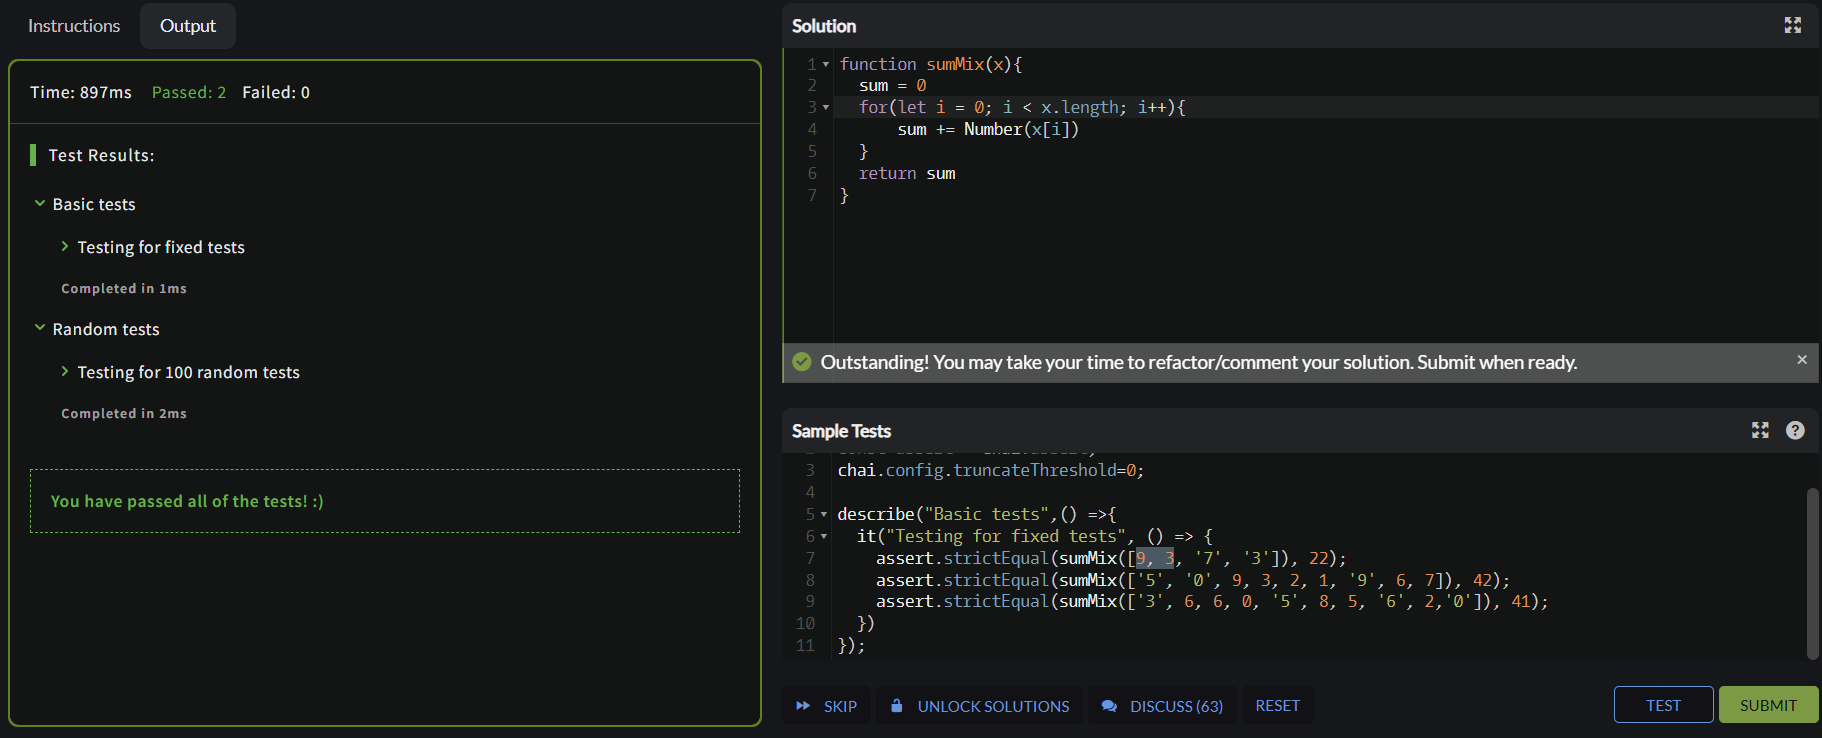 Instructions
Output
Time: 897ms Passed: 2 Failed: 0
Test Results:
Basic tests
Testing for fixed tests
Completed in 1ms
Random tests
Testing for 100 random tests
Completed in 2ms
You have passed all of the tests! :)
Solution
1 function sumMix(x){
2 sum = 0
3 for(let i = 0; i < x.length; i++){
4 sum += Number(x[i])
5 }
6 return sum
7 }
Outstanding! You may take your time to refactor/comment your solution. Submit when ready.
Sample Tests
3 chai.config.truncateThreshold=0;
4
5 describe("Basic tests",() =>{
6 it("Testing for fixed tests", () => {
7 assert.strictEqual(sumMix([9, 3, '7', '3']), 22);
8 assert.strictEqual(sumMix(['5', '0', 9, 3, 2, 1, '9', 6, 7]), 42);
9 assert.strictEqual(sumMix(['3', 6, 6, 0, '5', 8, 5, '6', 2,'0']), 41);
10 })
11 });
SKIP
UNLOCK SOLUTIONS
DISCUSS (63)
RESET
TEST
SUBMIT